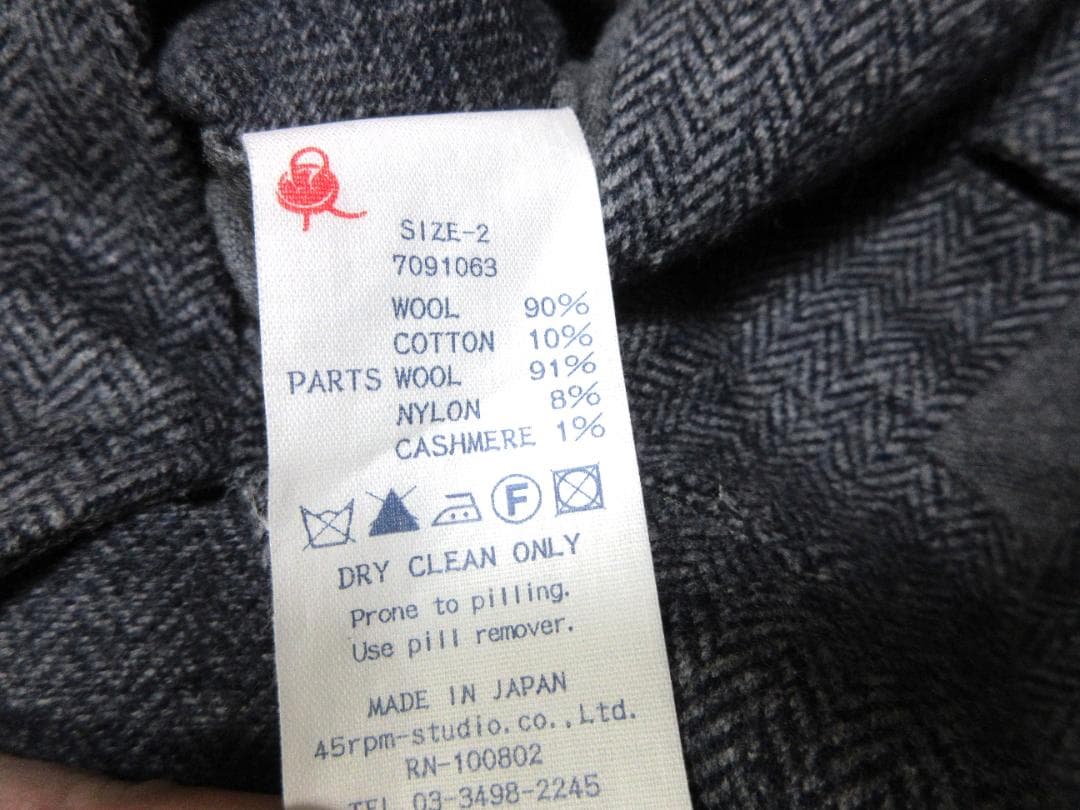 SIZE-2
7091063
WOOL 90%
COTTON 10%
PARTS WOOL 91%
NYLON 8%
CASHMERE 1%
F
DRY CLEAN ONLY
Prone to pilling.
Use pill remover.
MADE IN JAPAN
45rpm-studio.co.,Ltd.
RN-100802
TEL 03-3498-2245